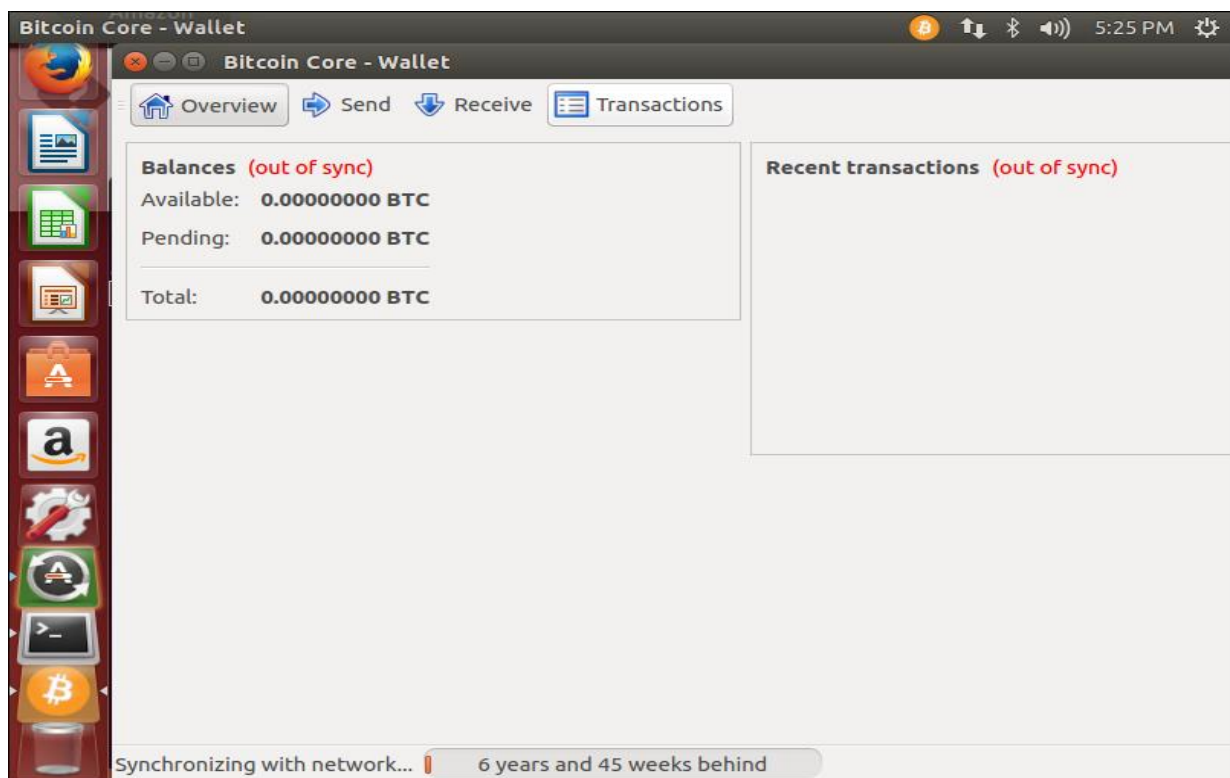 Amazon
Bitcoin Core - Wallet
5:25 PM
Bitcoin Core - Wallet
Overview
Send
Receive
Transactions
Balances (out of sync)
Available: 0.00000000 BTC
Pending: 0.00000000 BTC
Total: 0.00000000 BTC
Recent transactions (out of sync)
a
>_
Synchronizing with network... 6 years and 45 weeks behind